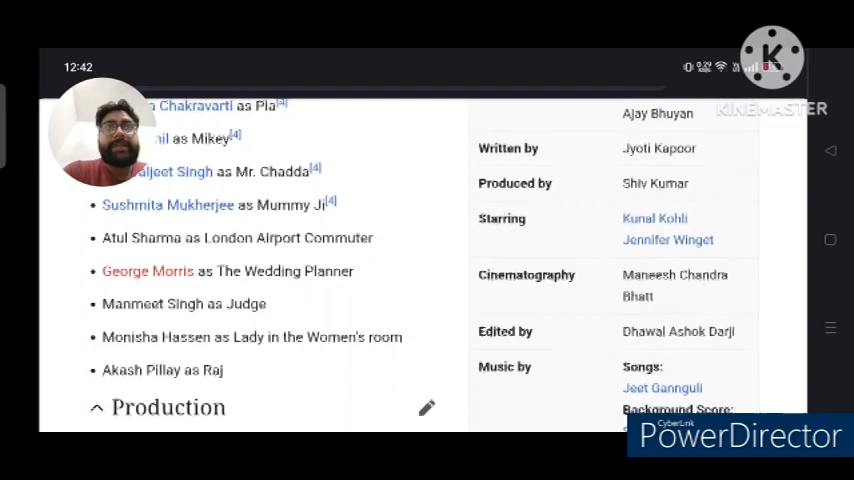 12:42
KINEMASTER
Chakravarti as Pia[4]
as Mikey[4]
Singh as Mr. Chadda[4]
• Sushmita Mukherjee as Mummy Ji[4]
• Atul Sharma as London Airport Commuter
• George Morris as The Wedding Planner
• Manmeet Singh as Judge
• Monisha Hassen as Lady in the Women's room
• Akash Pillay as Raj
Production
Ajay Bhuyan
Written by Jyoti Kapoor
Produced by Shiv Kumar
Starring Kunal Kohli
Jennifer Winget
Cinematography Maneesh Chandra
Bhatt
Edited by Dhawal Ashok Darji
Music by Songs:
Jeet Gannguli
Background Score:
CyberLink
PowerDirector